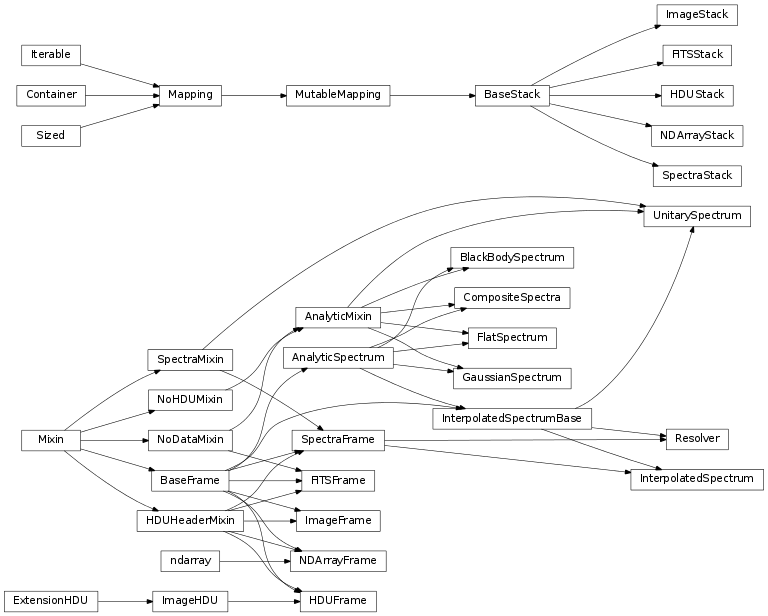 ImageStack
Iterable
FITSStack
Container
Mapping
MutableMapping
BaseStack
HDUStack
Sized
NDArrayStack
SpectraStack
UnitarySpectrum
BlackBodySpectrum
CompositeSpectra
AnalyticMixin
FlatSpectrum
SpectraMixin
AnalyticSpectrum
GaussianSpectrum
NoHDUMixin
InterpolatedSpectrumBase
Mixin
NoDataMixin
SpectraFrame
Resolver
BaseFrame
FITSFrame
InterpolatedSpectrum
HDUHeaderMixin
ImageFrame
ndarray
NDArrayFrame
ExtensionHDU
ImageHDU
HDUFrame